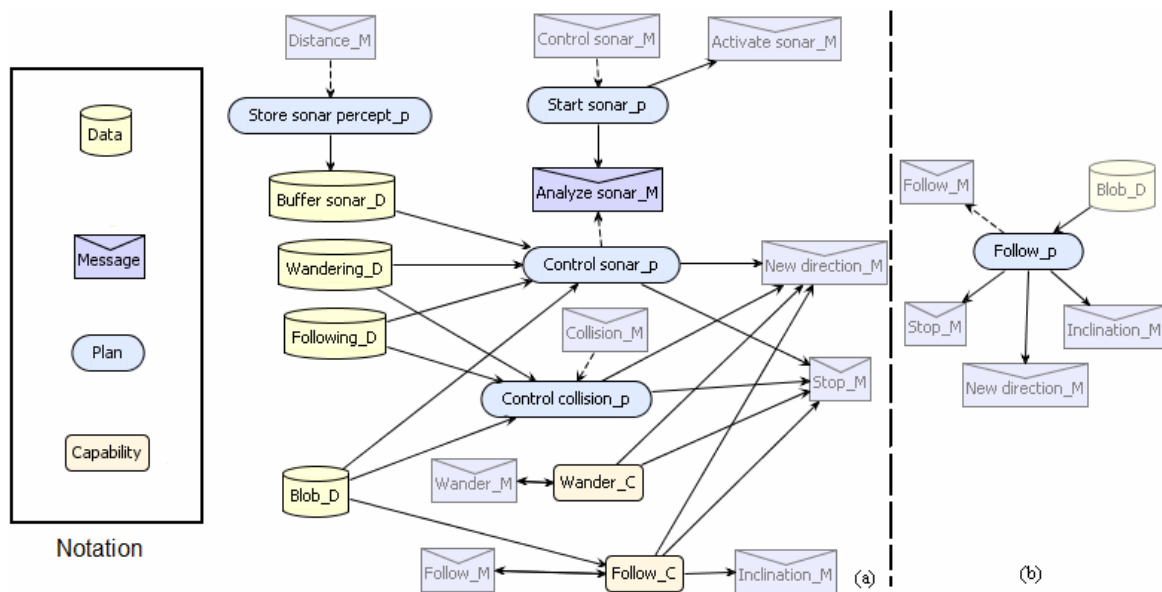 Data
Message
Plan
Capability
Notation
Distance_M
Control sonar_M
Activate sonar_M
Store sonar percept_p
Start sonar_p
Buffer sonar_D
Analyze sonar_M
Wandering_D
Control sonar_p
New direction_M
Following_D
Collision_M
Control collision_p
Stop_M
Blob_D
Wander_M
Wander_C
Follow_M
Follow_C
Inclination_M
(a)
Follow_M
Blob_D
Follow_p
Stop_M
Inclination_M
New direction_M
(b)